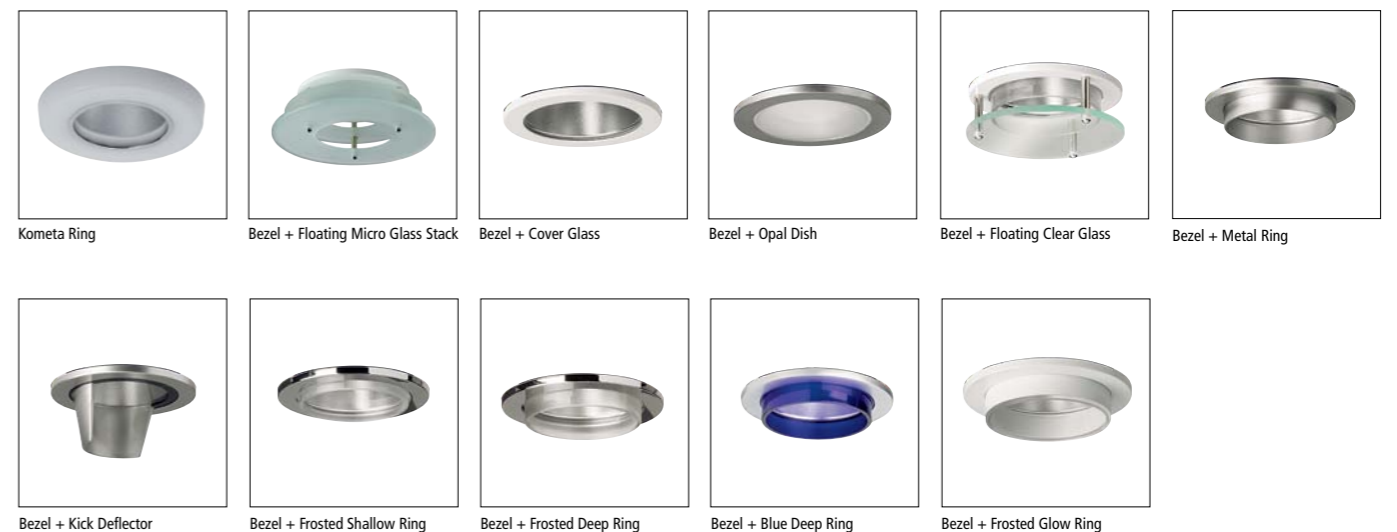 Kometa Ring
Bezel + Floating Micro Glass Stack
Bezel + Cover Glass
Bezel + Opal Dish
Bezel + Floating Clear Glass
Bezel + Metal Ring
Bezel + Kick Deflector
Bezel + Frosted Shallow Ring
Bezel + Frosted Deep Ring
Bezel + Blue Deep Ring
Bezel + Frosted Glow Ring